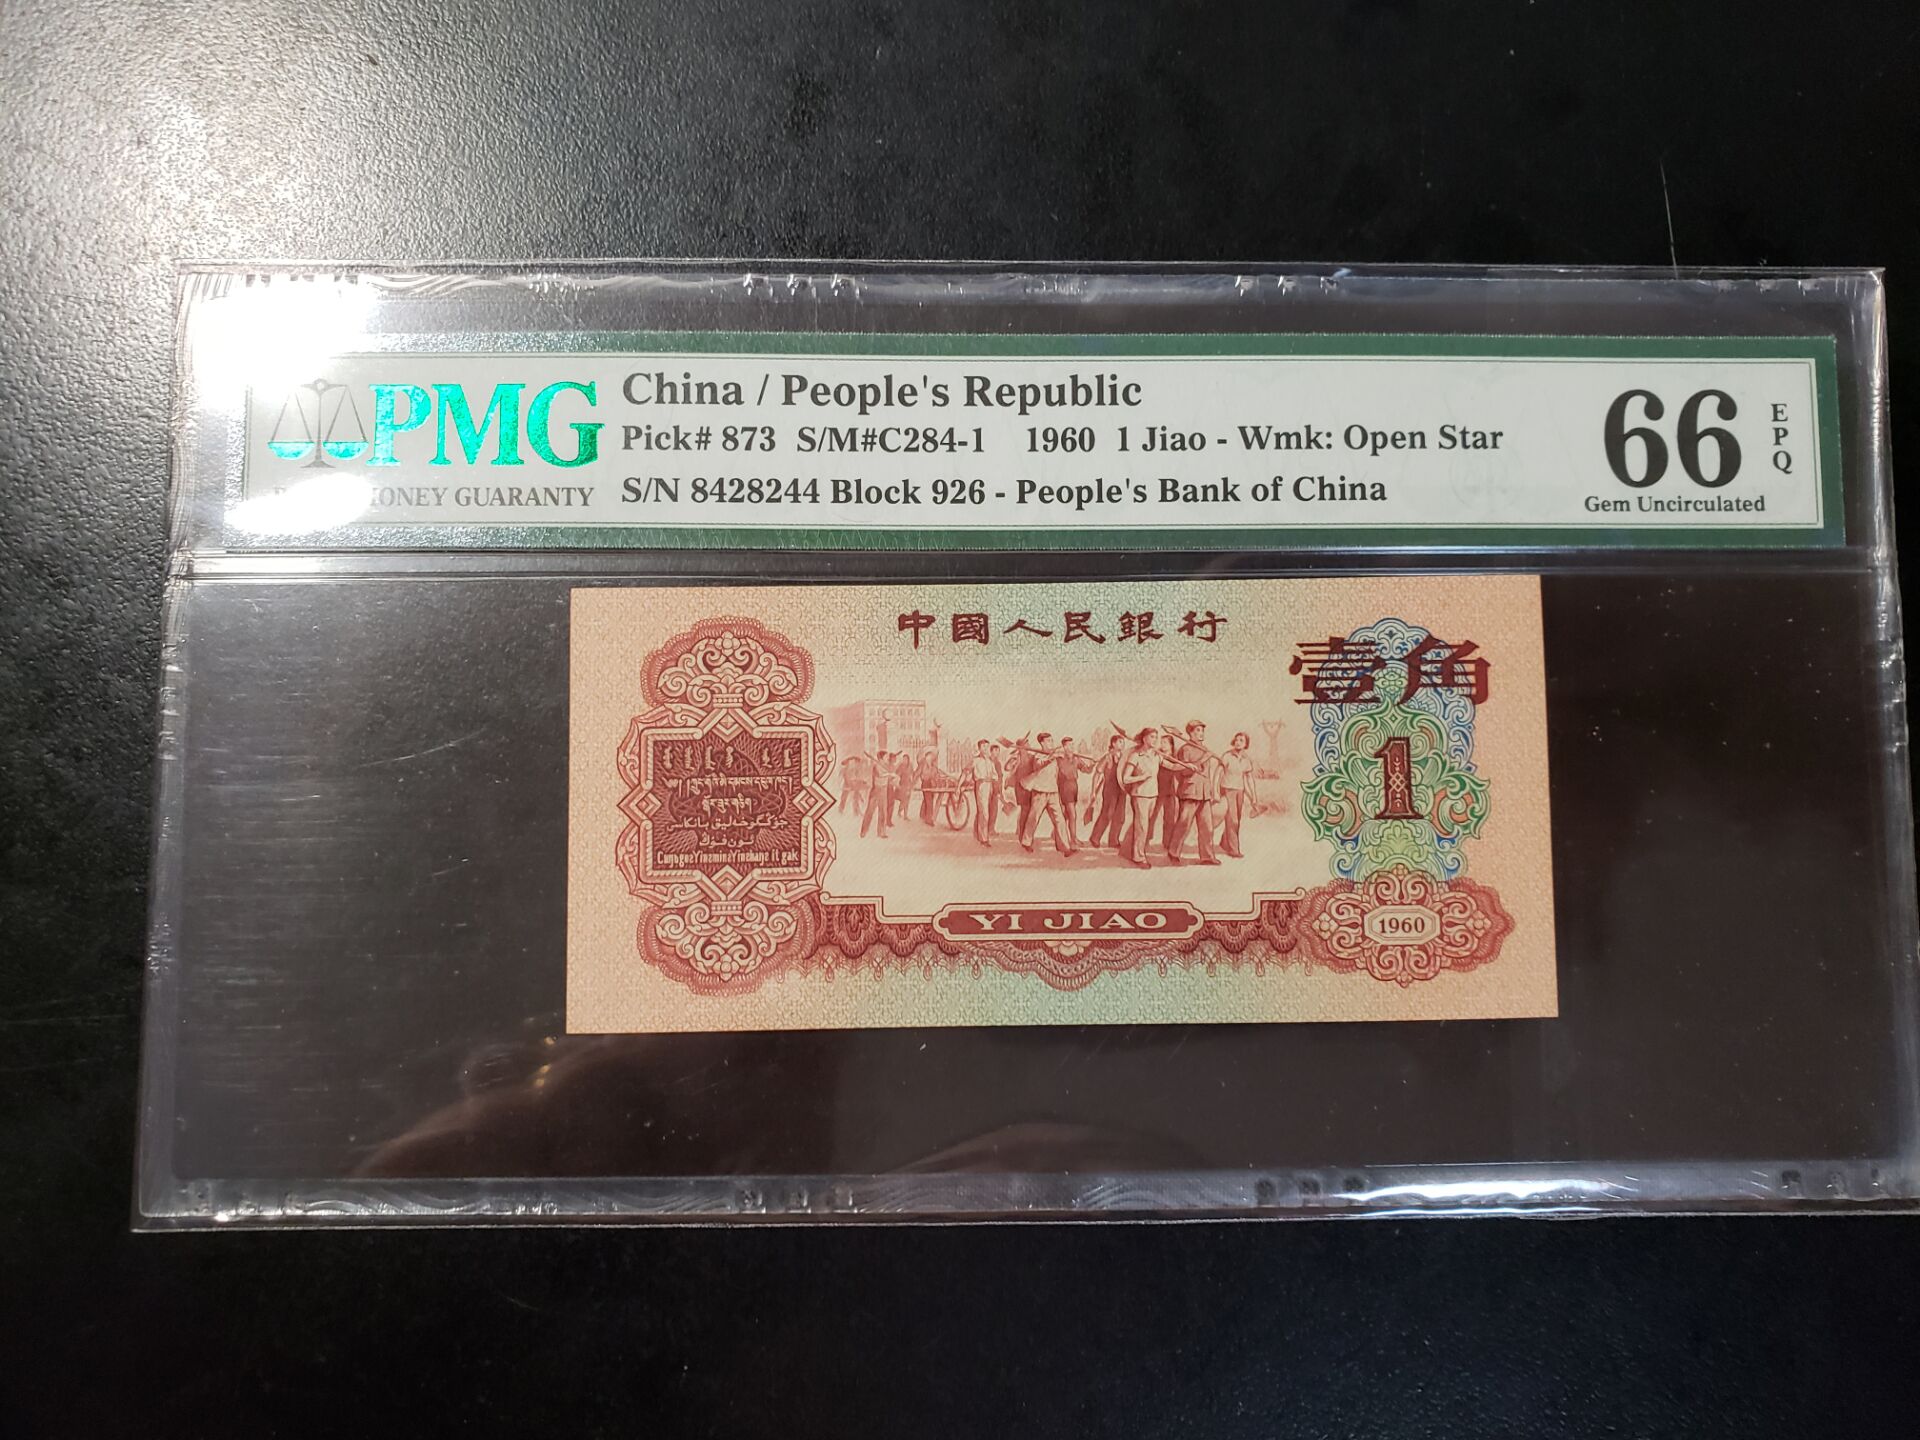 PMG
MONEY GUARANTY
China / People's Republic
Pick# 873 S/M#C284-1 1960 1 Jiao - Wmk: Open Star
S/N 8428244 Block 926 - People's Bank of China
66
EPQ
Gem Uncirculated
中國人民銀行
壹角
1
YI JIAO
1960